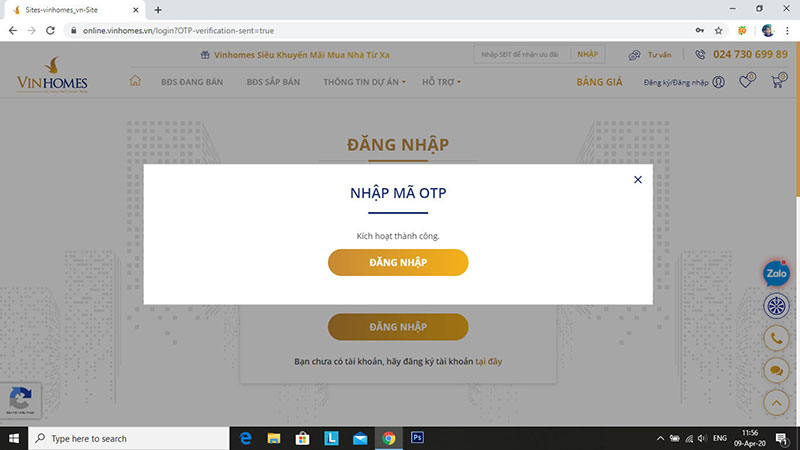 Sites-vinhomes_vn-Site
online.vinhomes.vn/login?OTP-verification-sent=true
Vinhomes Siêu Khuyến Mãi Mua Nhà Từ Xa
Nhập SĐT để nhận ưu đãi
NHẬP
Tư vấn
024 730 699 89
VINHOMES
BĐS ĐANG BÁN
BĐS SẮP BÁN
THÔNG TIN DỰ ÁN
HỖ TRỢ
BẢNG GIÁ
Đăng ký/Đăng nhập
0
0
ĐĂNG NHẬP
NHẬP MÃ OTP
Kích hoạt thành công.
ĐĂNG NHẬP
Zalo
ĐĂNG NHẬP
Bạn chưa có tài khoản, hãy đăng ký tài khoản tại đây
Type here to search
L
Ps
ENG
11:56
09-Apr-20
1